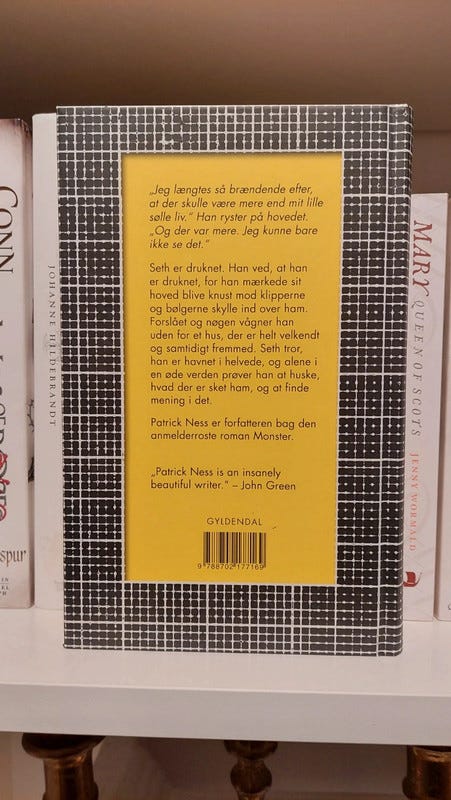 „Jeg længtes så brændende efter,
at der skulle være mere end mit lille
sølle liv.“ Han ryster på hovedet.
„Og der var mere. Jeg kunne bare
ikke se det.“
Seth er druknet. Han ved, at han
er druknet, for han mærkede sit
hoved blive knust mod klipperne
og bølgerne skylle ind over ham.
Forslået og nøgen vågner han
uden for et hus, der er helt velkendt
og samtidigt fremmed. Seth tror,
han er havnet i helvede, og alene i
en øde verden prøver han at huske,
hvad der er sket ham, og at finde
mening i det.
Patrick Ness er forfatteren bag den
anmelderroste roman Monster.
„Patrick Ness is an insanely
beautiful writer.“ – John Green
GYLDENDAL
9 788702 177169
CONN
spur
JOHANNE HILDEBRANDT
MARY
QUEEN OF SCOTS
JENNY WORMALD